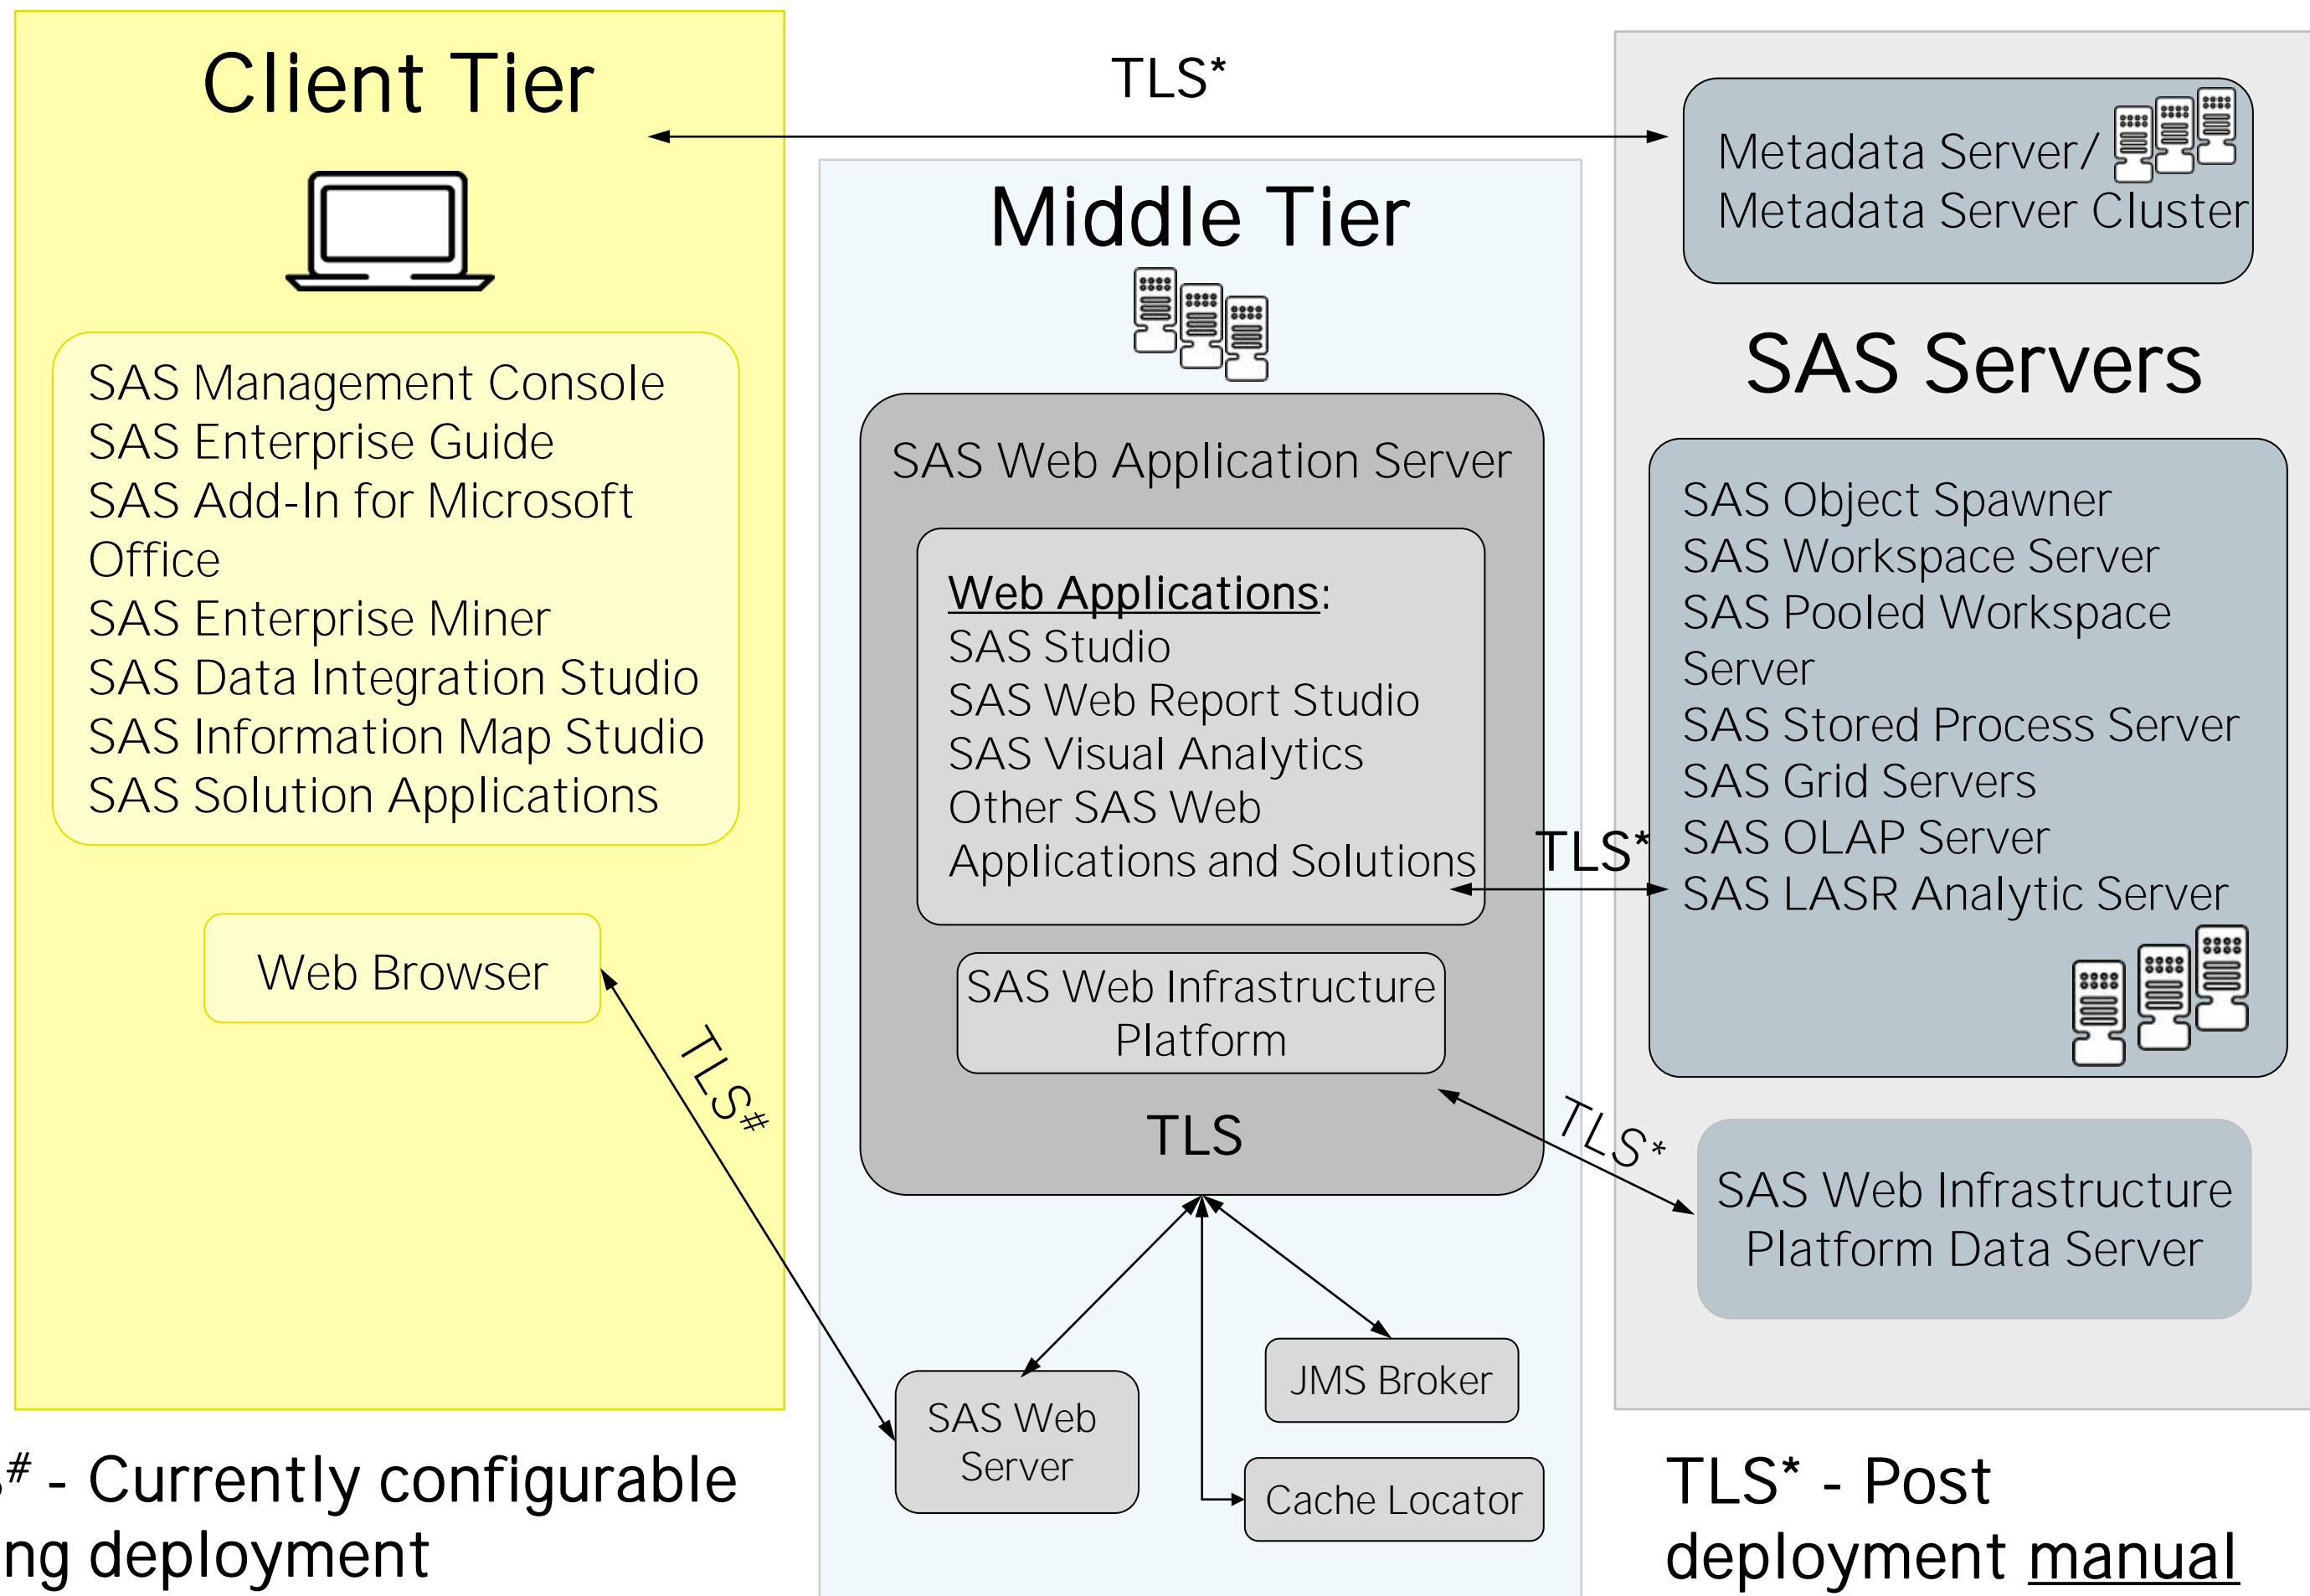 Client Tier
SAS Management Console
SAS Enterprise Guide
SAS Add-In for Microsoft
Office
SAS Enterprise Miner
SAS Data Integration Studio
SAS Information Map Studio
SAS Solution Applications
Web Browser
TLS#
TLS*
Middle Tier
SAS Web Application Server
Web Applications:
SAS Studio
SAS Web Report Studio
SAS Visual Analytics
Other SAS Web
Applications and Solutions
SAS Web Infrastructure
Platform
TLS
SAS Web
Server
JMS Broker
Cache Locator
TLS*
TLS*
Metadata Server/
Metadata Server Cluster
SAS Servers
SAS Object Spawner
SAS Workspace Server
SAS Pooled Workspace
Server
SAS Stored Process Server
SAS Grid Servers
SAS OLAP Server
SAS LASR Analytic Server
SAS Web Infrastructure
Platform Data Server
# - Currently configurable
deployment
TLS* - Post
deployment manual